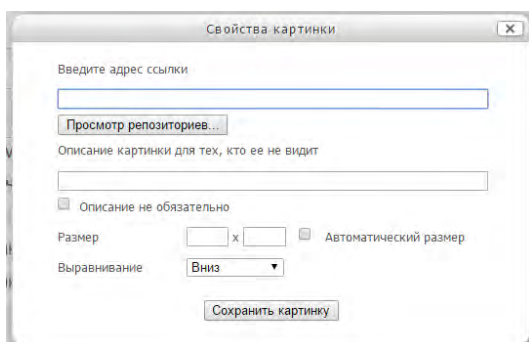 Свойства картинки
Введите адрес ссылки
Просмотр репозиториев...
Описание картинки для тех, кто ее не видит
Описание не обязательно
Размер x Автоматический размер
Выравнивание Вниз
Сохранить картинку